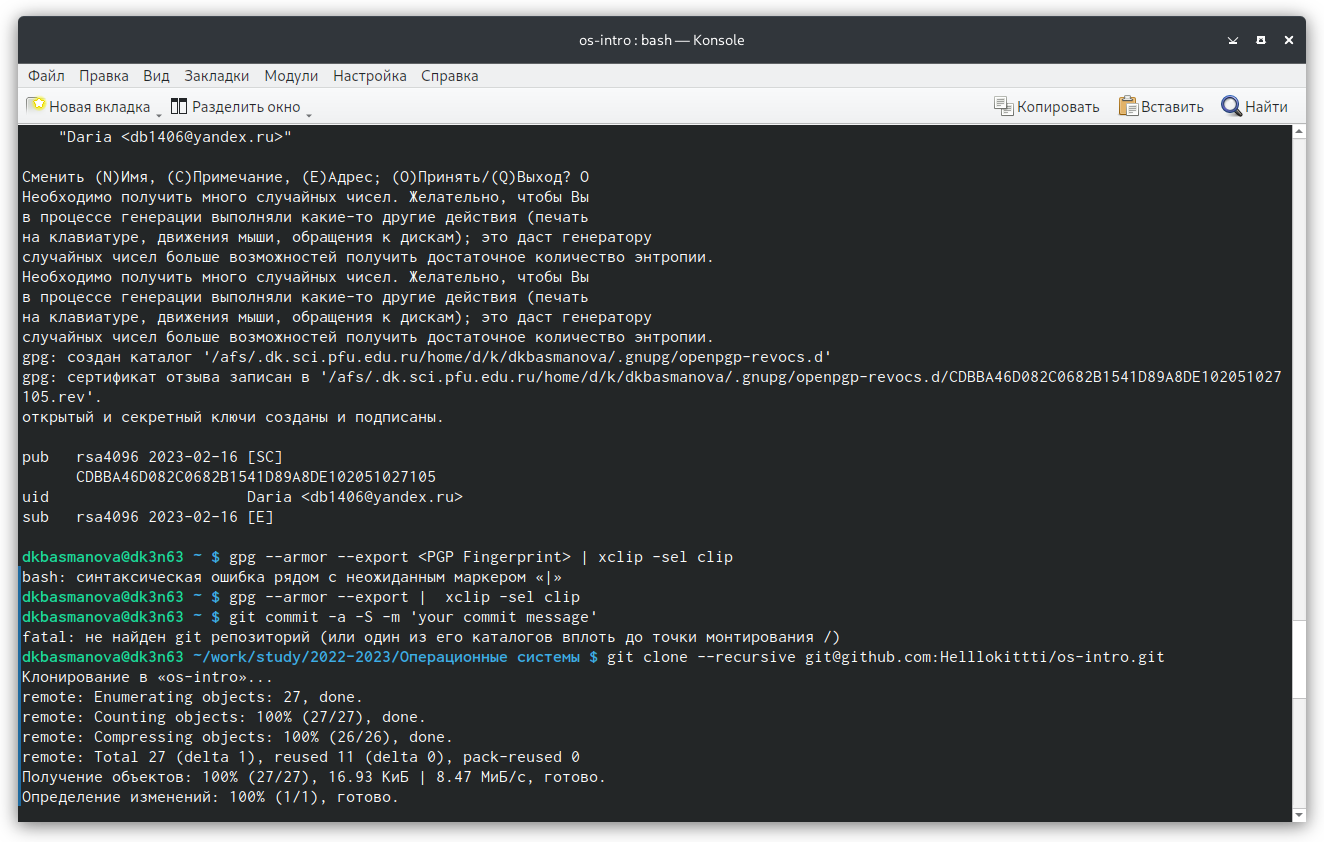 os-intro : bash — Konsole
Файл Правка Вид Закладки Модули Настройка Справка
Новая вкладка Разделить окно Копировать Вставить Найти
"Daria <db1406@yandex.ru>"
Сменить (N)Имя, (C)Примечание, (E)Адрес; (O)Принять/(Q)Выход? O
Необходимо получить много случайных чисел. Желательно, чтобы Вы
в процессе генерации выполняли какие-то другие действия (печать
на клавиатуре, движения мыши, обращения к дискам); это даст генератору
случайных чисел больше возможностей получить достаточное количество энтропии.
Необходимо получить много случайных чисел. Желательно, чтобы Вы
в процессе генерации выполняли какие-то другие действия (печать
на клавиатуре, движения мыши, обращения к дискам); это даст генератору
случайных чисел больше возможностей получить достаточное количество энтропии.
gpg: создан каталог '/afs/.dk.sci.pfu.edu.ru/home/d/k/dkbasmanova/.gnupg/openpgp-revocs.d'
gpg: сертификат отзыва записан в '/afs/.dk.sci.pfu.edu.ru/home/d/k/dkbasmanova/.gnupg/openpgp-revocs.d/CDBBA46D082C0682B1541D89A8DE102051027
105.rev'.
открытый и секретный ключи созданы и подписаны.
pub rsa4096 2023-02-16 [SC]
CDBBA46D082C0682B1541D89A8DE102051027105
uid Daria <db1406@yandex.ru>
sub rsa4096 2023-02-16 [E]
dkbasmanova@dk3n63 ~ $ gpg --armor --export <PGP Fingerprint> | xclip -sel clip
bash: синтаксическая ошибка рядом с неожиданным маркером «|»
dkbasmanova@dk3n63 ~ $ gpg --armor --export |  xclip -sel clip
dkbasmanova@dk3n63 ~ $ git commit -a -S -m 'your commit message'
fatal: не найден git репозиторий (или один из его каталогов вплоть до точки монтирования /)
dkbasmanova@dk3n63 ~/work/study/2022-2023/Операционные системы $ git clone --recursive git@github.com:Helllokittti/os-intro.git
Клонирование в «os-intro»...
remote: Enumerating objects: 27, done.
remote: Counting objects: 100% (27/27), done.
remote: Compressing objects: 100% (26/26), done.
remote: Total 27 (delta 1), reused 11 (delta 0), pack-reused 0
Получение объектов: 100% (27/27), 16.93 КиБ | 8.47 МиБ/с, готово.
Определение изменений: 100% (1/1), готово.